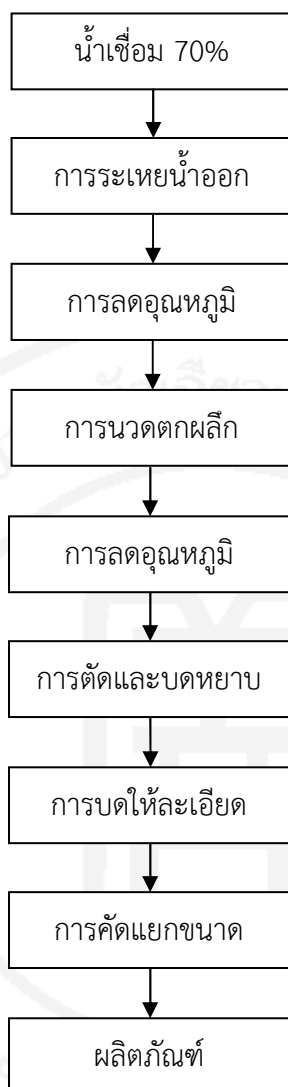 น้ำเชื่อม 70%
การระเหยน้ำออก
การลดอุณหภูมิ
การนวดตกผลึก
การลดอุณหภูมิ
การตัดและบดหยาบ
การบดให้ละเอียด
การคัดแยกขนาด
ผลิตภัณฑ์